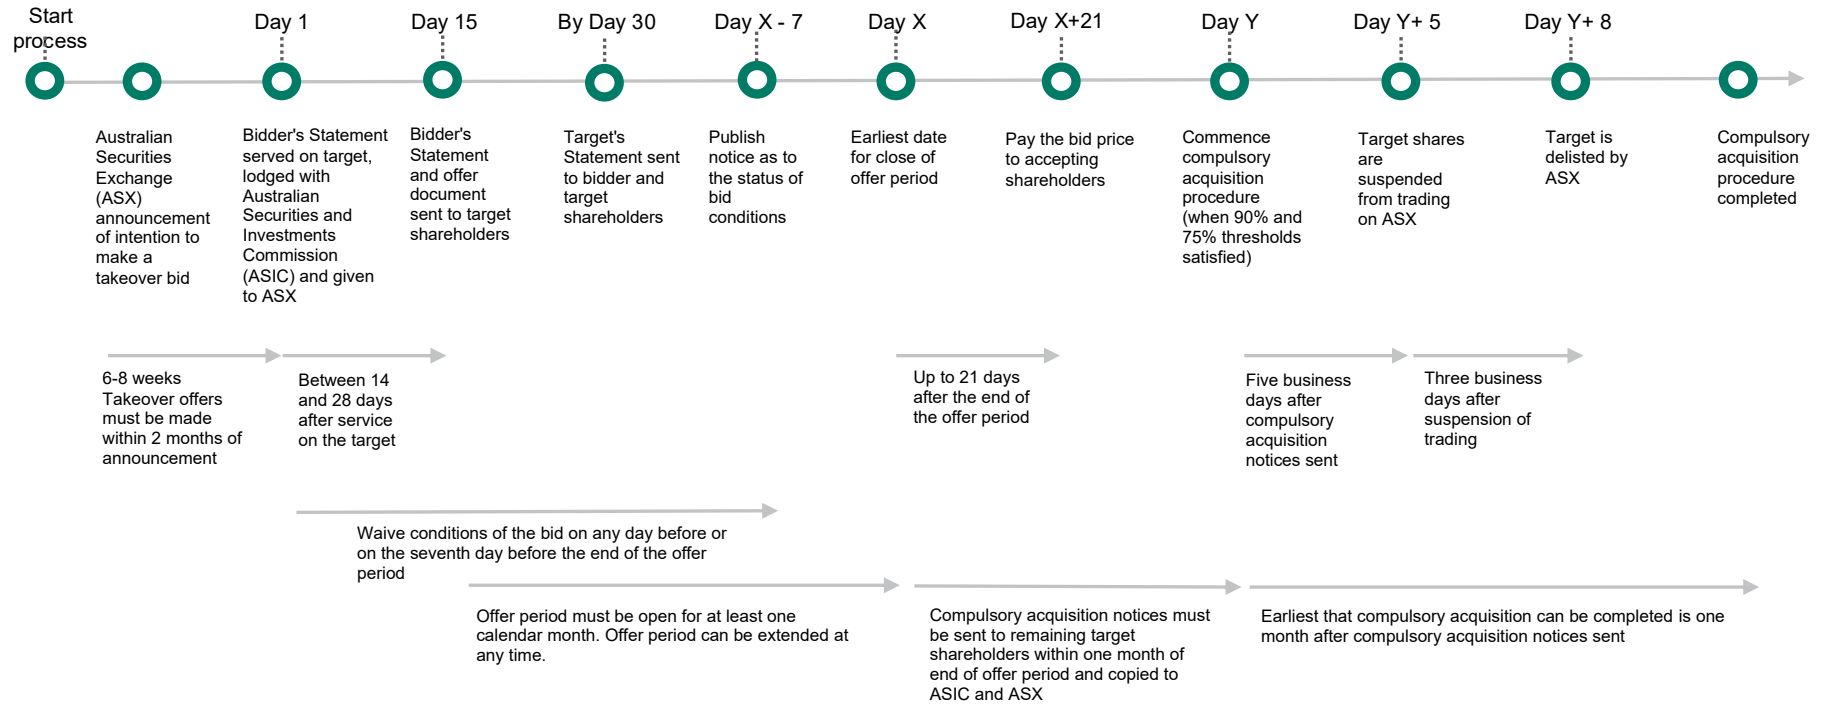 Start
process
Day 1
Day 15
By Day 30
Day X - 7
Day X
Day X+21
Day Y
Day Y+ 5
Day Y+ 8
Australian
Securities
Exchange
(ASX)
announcement
of intention to
make a
takeover bid
Bidder's Statement
served on target,
lodged with
Australian
Securities and
Investments
Commission
(ASIC) and given
to ASX
Bidder's
Statement
and offer
document
sent to target
shareholders
Target's
Statement sent
to bidder and
target
shareholders
Publish
notice as to
the status of
bid
conditions
Earliest date
for close of
offer period
Pay the bid price
to accepting
shareholders
Commence
compulsory
acquisition
procedure
(when 90% and
75% thresholds
satisfied)
Target shares
are
suspended
from trading
on ASX
Target is
delisted by
ASX
Compulsory
acquisition
procedure
completed
6-8 weeks
Takeover offers
must be made
within 2 months of
announcement
Between 14
and 28 days
after service
on the target
Up to 21 days
after the end of
the offer period
Five business
days after
compulsory
acquisition
notices sent
Three business
days after
suspension of
trading
Waive conditions of the bid on any day before or
on the seventh day before the end of the offer
period
Offer period must be open for at least one
calendar month. Offer period can be extended at
any time.
Compulsory acquisition notices must
be sent to remaining target
shareholders within one month of
end of offer period and copied to
ASIC and ASX
Earliest that compulsory acquisition can be completed is one
month after compulsory acquisition notices sent